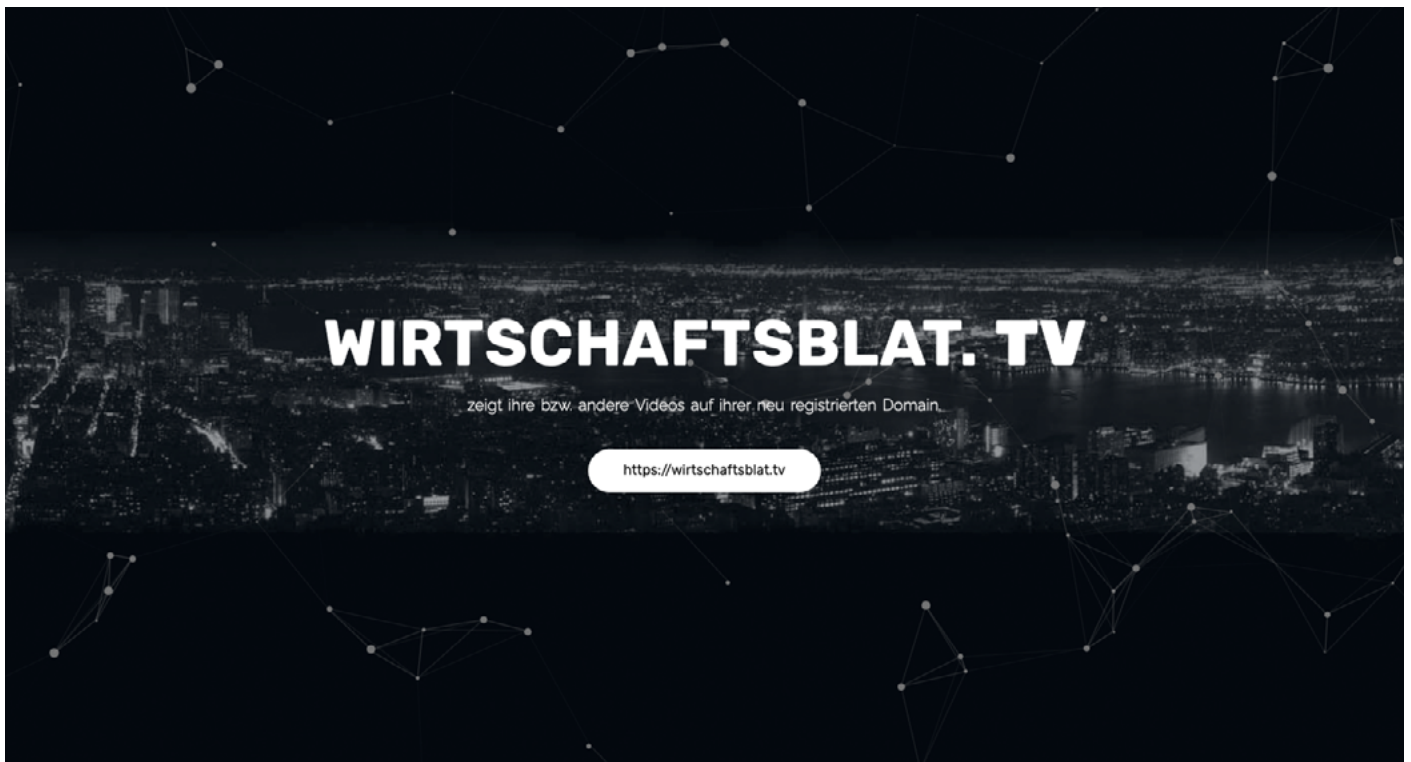 WIRTSCHAFTSBLAT. TV
zeigt ihre bzw. andere Videos auf ihrer neu registrierten Domain.
https://wirtschaftsblat.tv